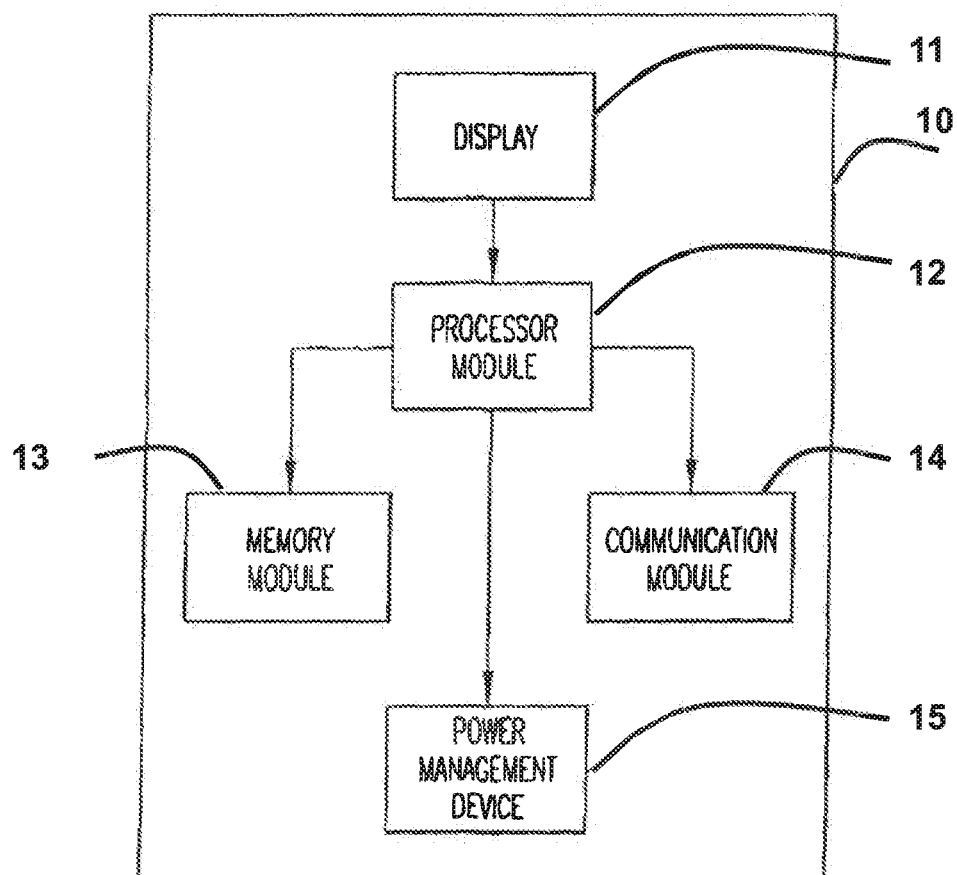 11
10
DISPLAY
12
PROCESSOR
MODULE
13
14
MEMORY
MODULE
COMMUNICATION
MODULE
15
POWER
MANAGEMENT
DEVICE